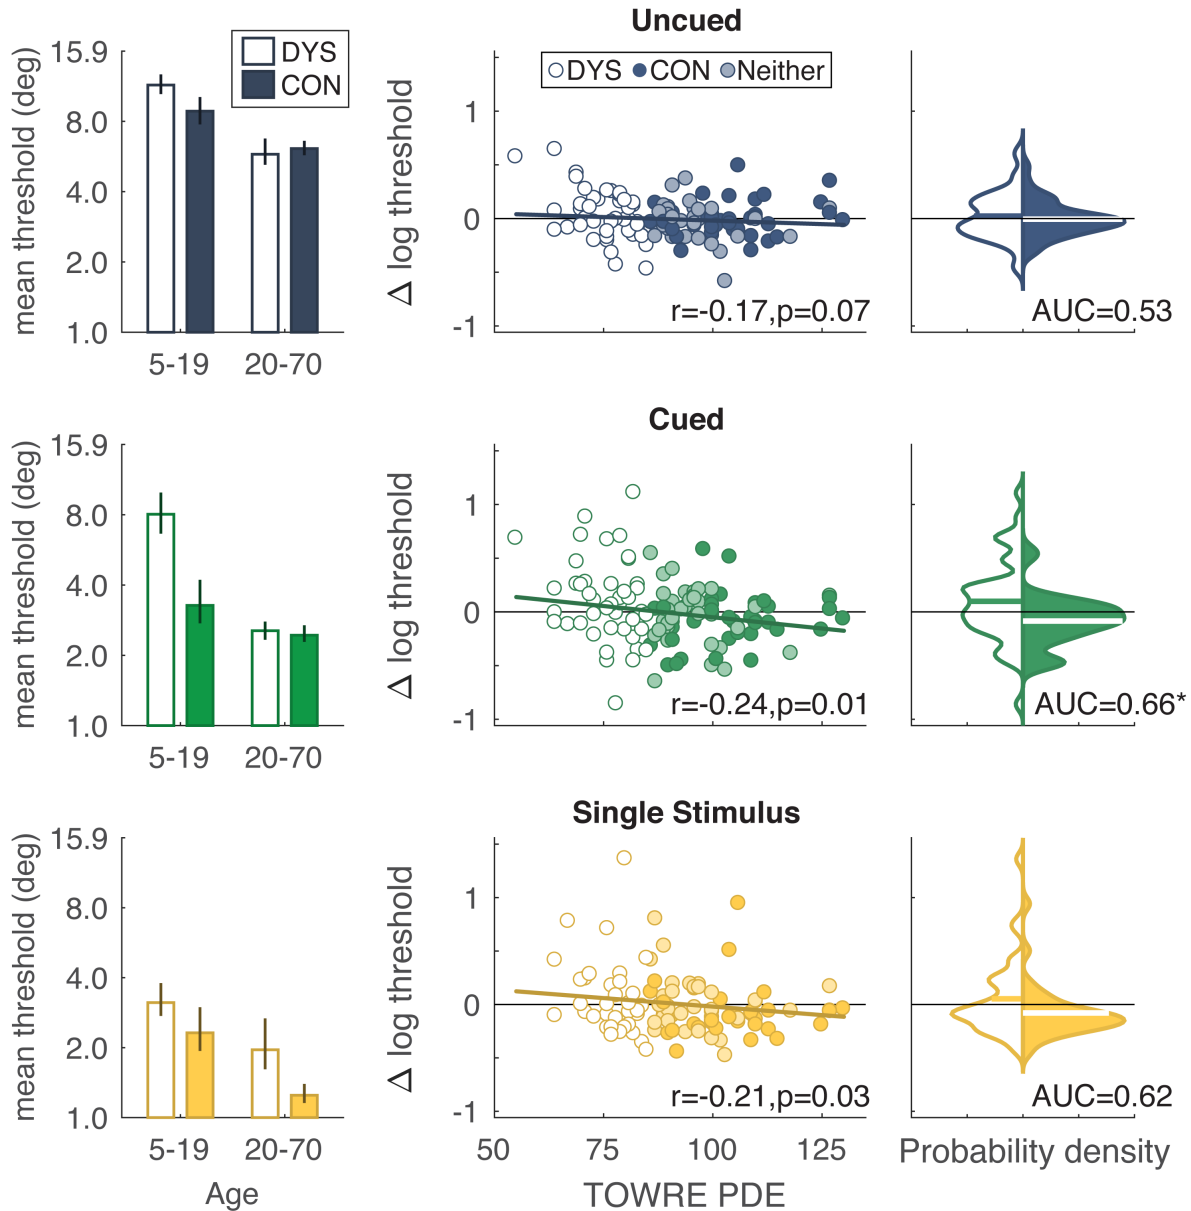 Uncued
mean threshold (deg)
15.9
8.0
4.0
2.0
1.0
DYS
CON
5-19
20-70
Δ log threshold
1
0
-1
DYS CON Neither
r=-0.17,p=0.07
AUC=0.53
Cued
mean threshold (deg)
15.9
8.0
4.0
2.0
1.0
5-19
20-70
Δ log threshold
1
0
-1
r=-0.24,p=0.01
AUC=0.66*
Single Stimulus
mean threshold (deg)
15.9
8.0
4.0
2.0
1.0
5-19
20-70
Age
Δ log threshold
1
0
-1
r=-0.21,p=0.03
50
75
100
125
TOWRE PDE
AUC=0.62
Probability density